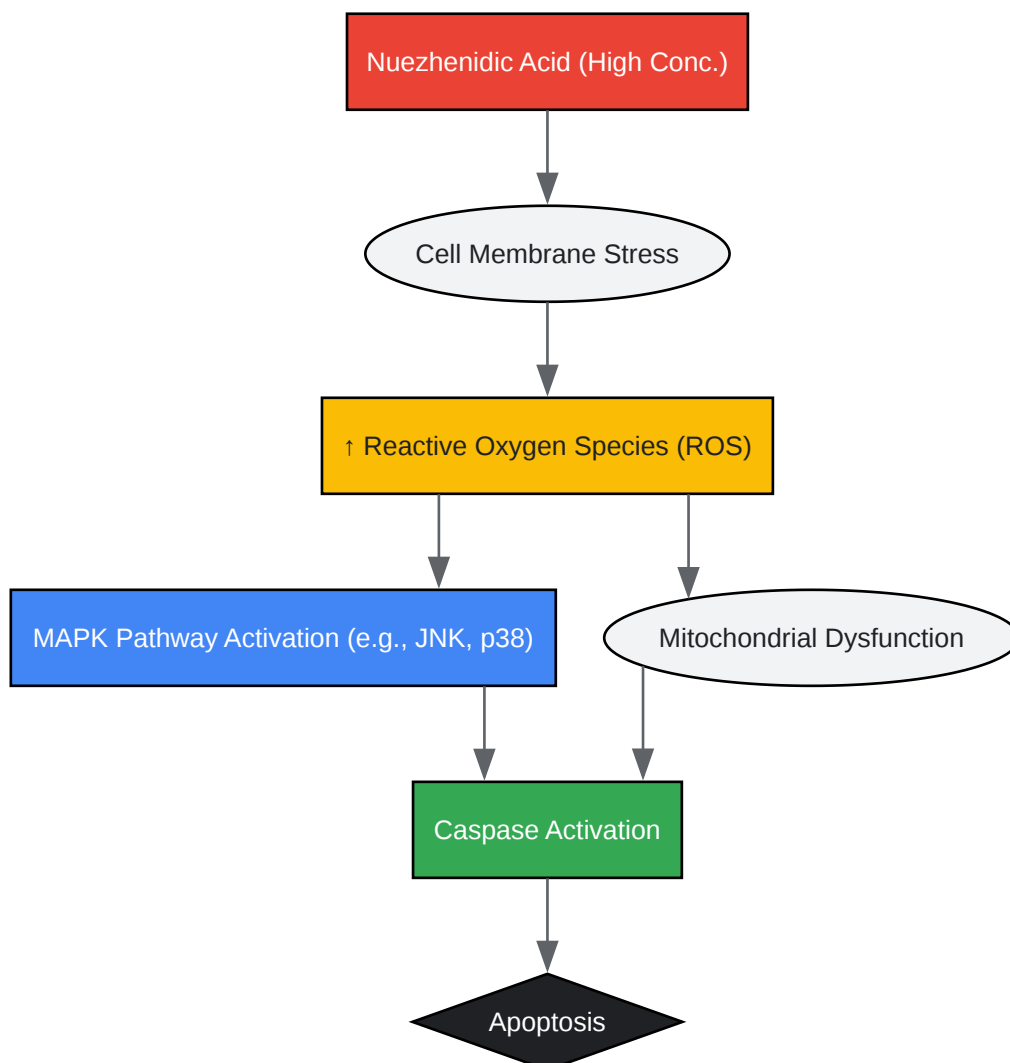 Nuezhenidic Acid (High Conc.)
Cell Membrane Stress
↑ Reactive Oxygen Species (ROS)
MAPK Pathway Activation (e.g., JNK, p38)
Mitochondrial Dysfunction
Caspase Activation
Apoptosis